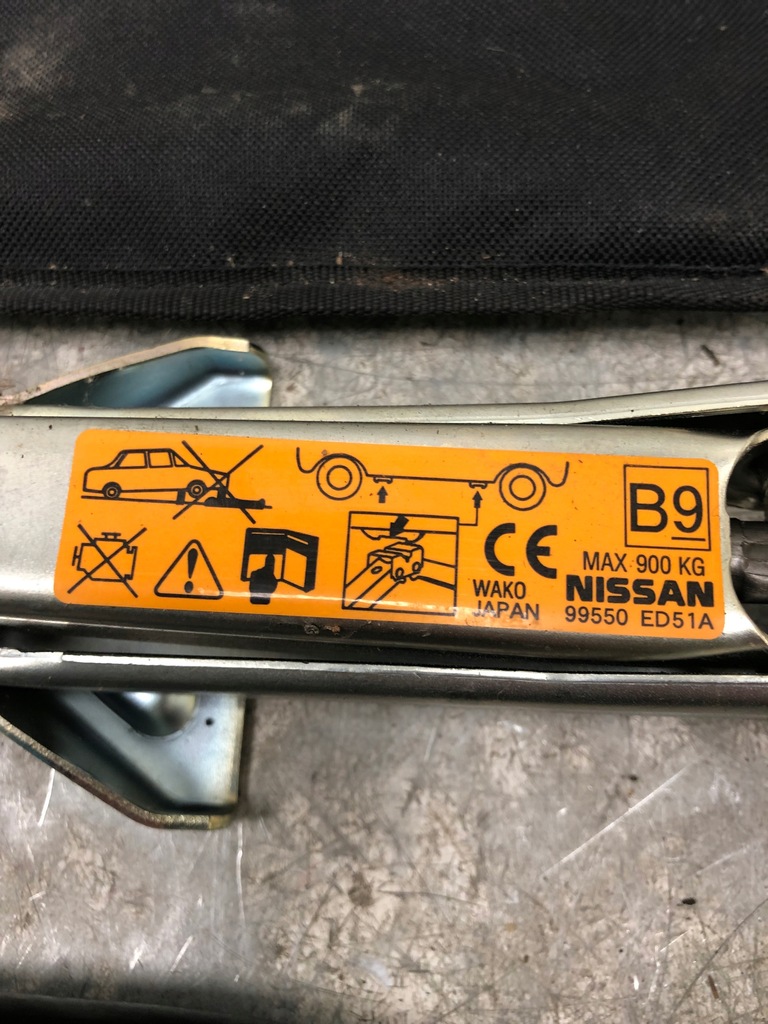 B9
CE
MAX 900 KG
WAKO
JAPAN
NISSAN
99550 ED51A